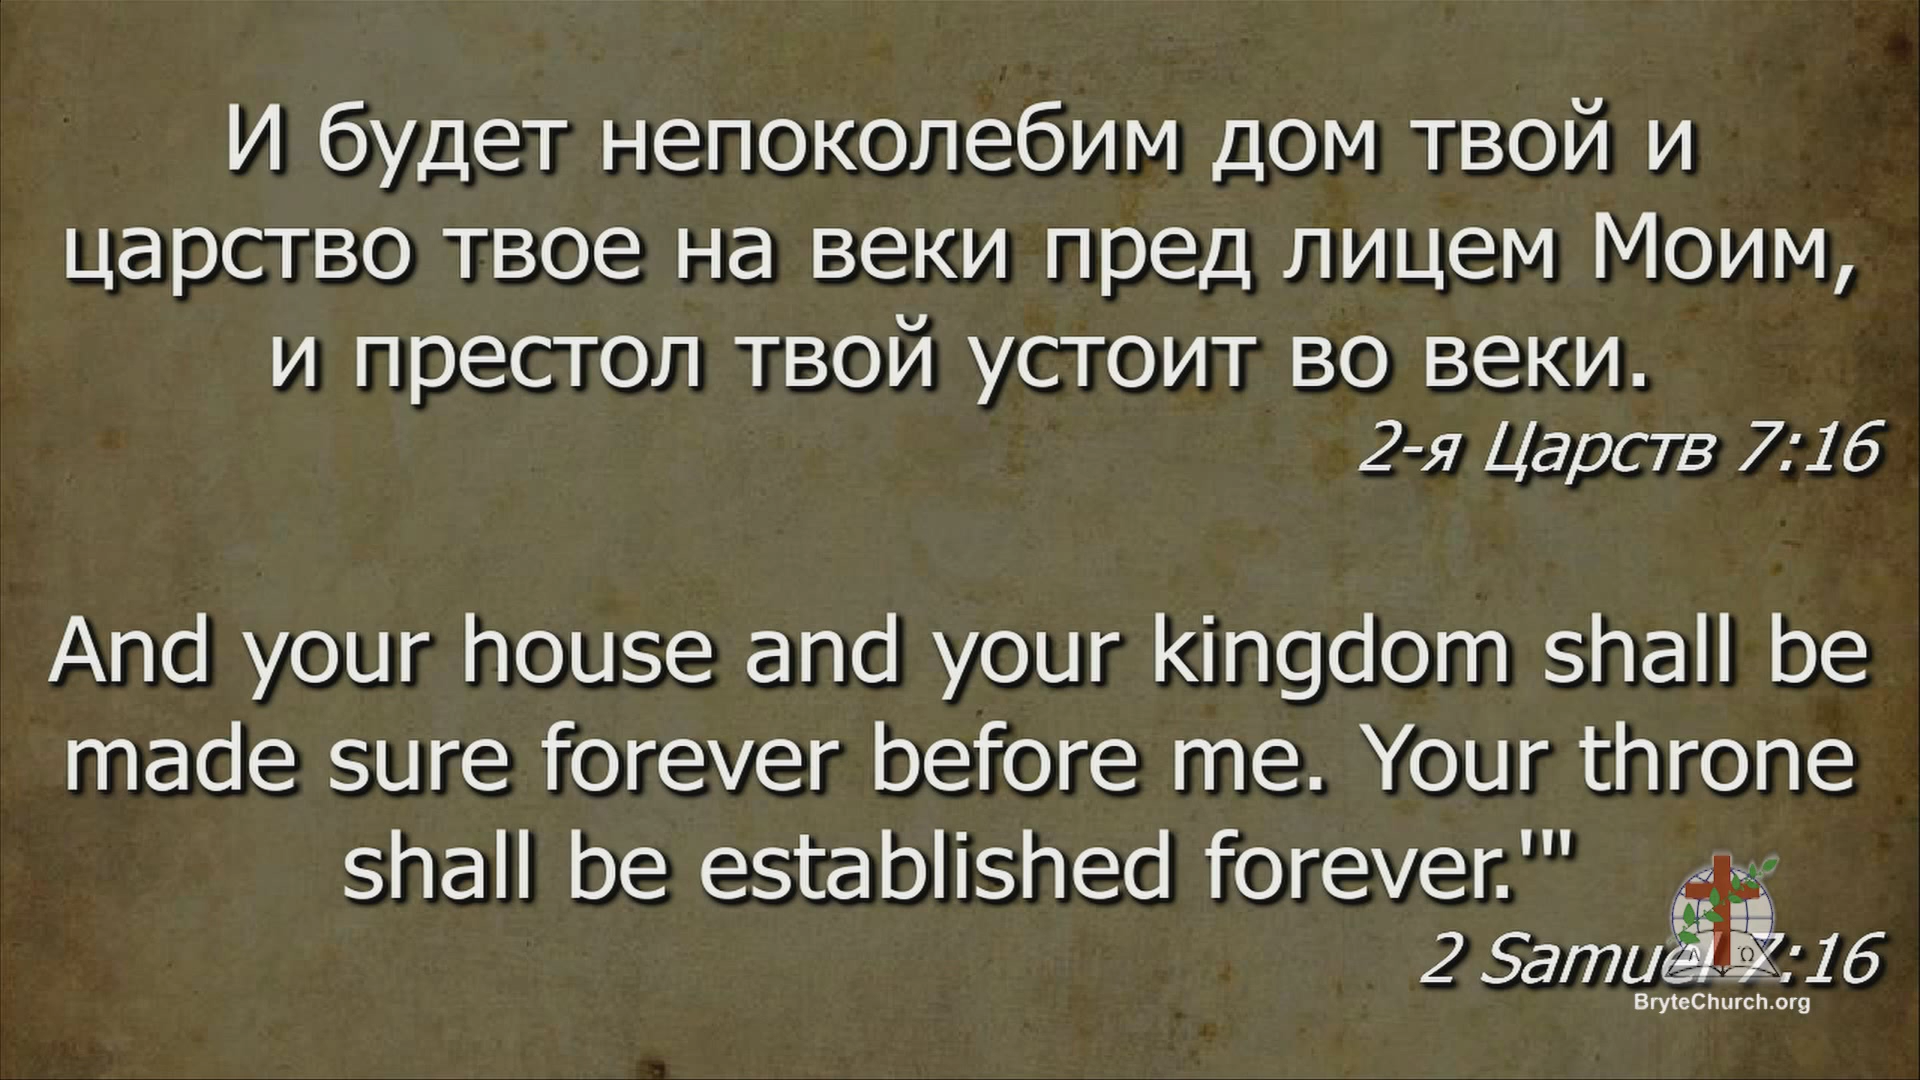 И будет непоколебим дом твой и
царство твое на веки пред лицем Моим,
и престол твой устоит во веки.
2-я Царств 7:16
And your house and your kingdom shall be
made sure forever before me. Your throne
shall be established forever.'"
2 Samuel 7:16
Α Ω
BryteChurch.org